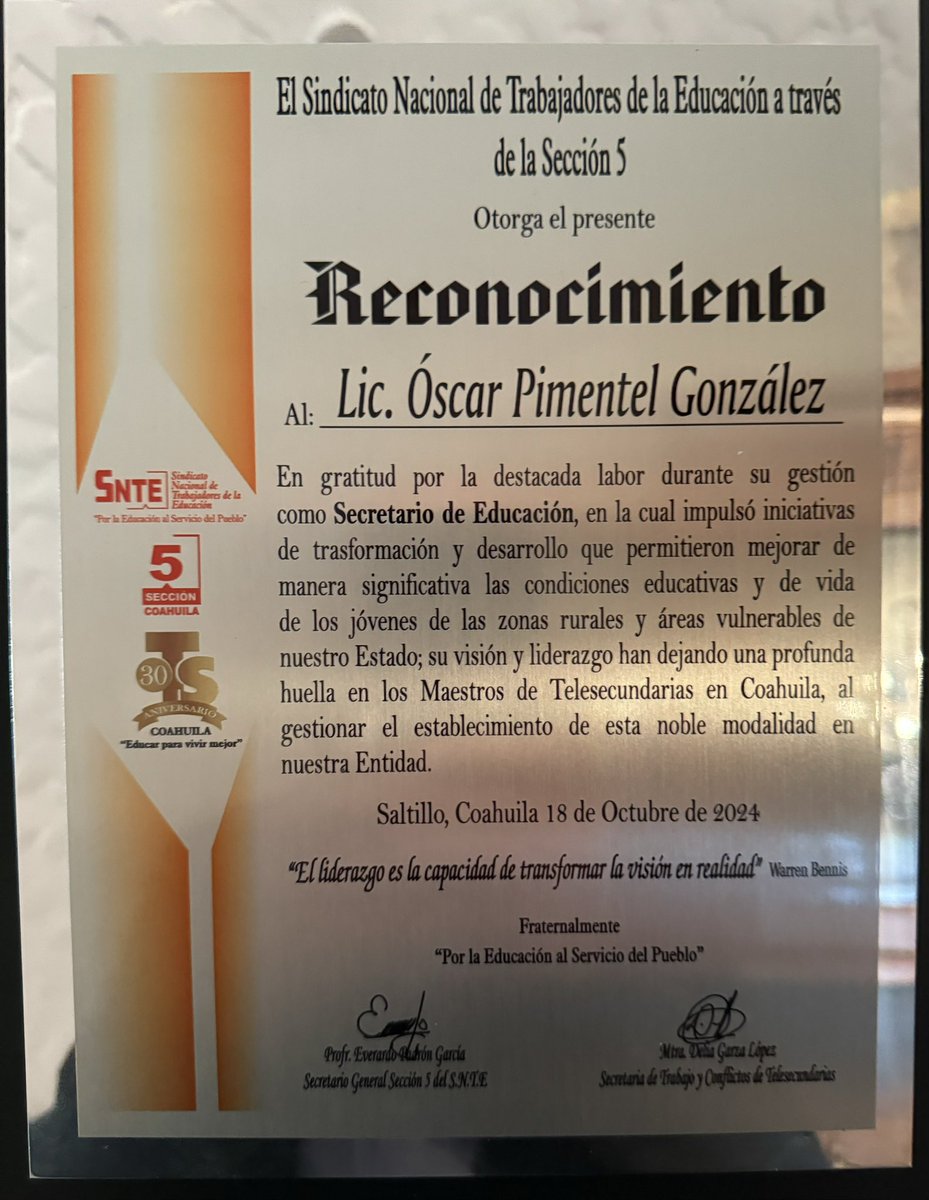 El Sindicato Nacional de Trabajadores de la Educación a través
de la Sección 5
Otorga el presente
Reconocimiento
Al: Lic. Óscar Pimentel González
En gratitud por la destacada labor durante su gestión
como Secretario de Educación, en la cual impulsó iniciativas
de trasformación y desarrollo que permitieron mejorar de
manera significativa las condiciones educativas y de vida
de los jóvenes de las zonas rurales y áreas vulnerables de
nuestro Estado; su visión y liderazgo han dejando una profunda
huella en los Maestros de Telesecundarias en Coahuila, al
gestionar el establecimiento de esta noble modalidad en
nuestra Entidad.
Saltillo, Coahuila 18 de Octubre de 2024
“El liderazgo es la capacidad de transformar la visión en realidad” Warren Bennis
Fraternalmente
“Por la Educación al Servicio del Pueblo”
Profr. Everardo Padrón García
Secretario General Sección 5 del S.N.T.E
Mtra. Delia Garza López
Secretaria de Trabajo y Conflictos de Telesecundarias
SNTE
Sindicato
Nacional de
Trabajadores de la
Educación
“Por la Educación al Servicio del Pueblo”
5
SECCIÓN
COAHUILA
30 TS
ANIVERSARIO
COAHUILA
“Educar para vivir mejor”